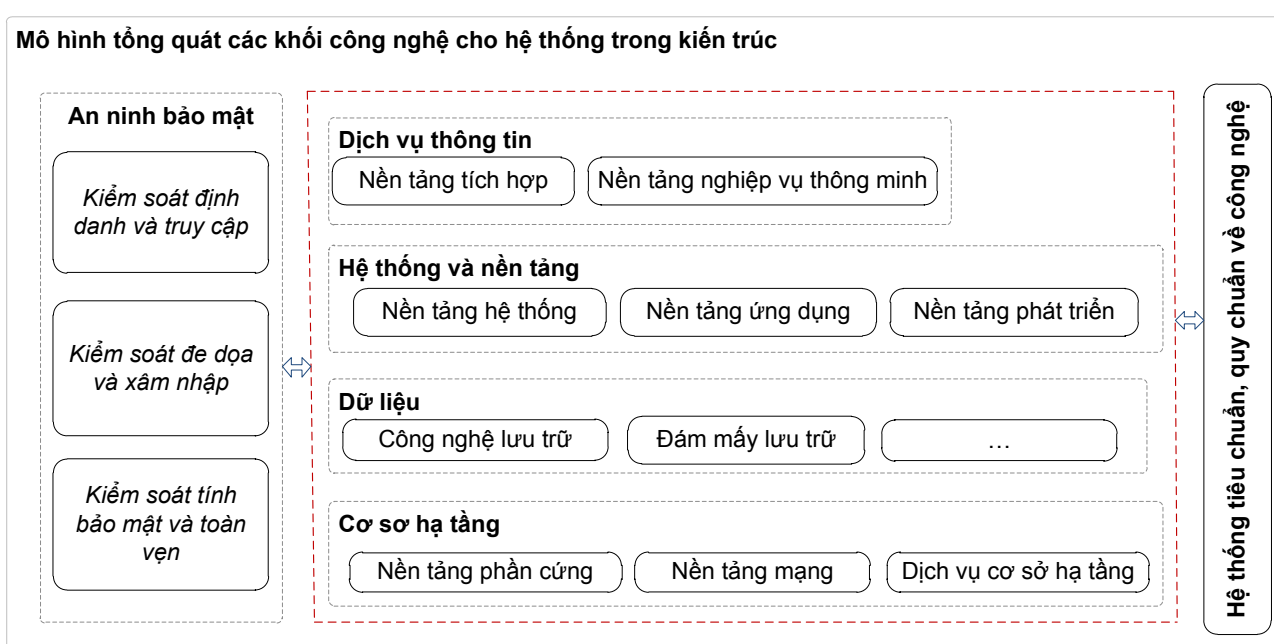 Mô hình tổng quát các khối công nghệ cho hệ thống trong kiến trúc
An ninh bảo mật
Kiểm soát định
danh và truy cập
Kiểm soát đe dọa
và xâm nhập
Kiểm soát tính
bảo mật và toàn
vẹn
Dịch vụ thông tin
Nền tảng tích hợp
Nền tảng nghiệp vụ thông minh
Hệ thống và nền tảng
Nền tảng hệ thống
Nền tảng ứng dụng
Nền tảng phát triển
Dữ liệu
Công nghệ lưu trữ
Đám mấy lưu trữ
...
Cơ sơ hạ tầng
Nền tảng phần cứng
Nền tảng mạng
Dịch vụ cơ sở hạ tầng
Hệ thống tiêu chuẩn, quy chuẩn về công nghệ